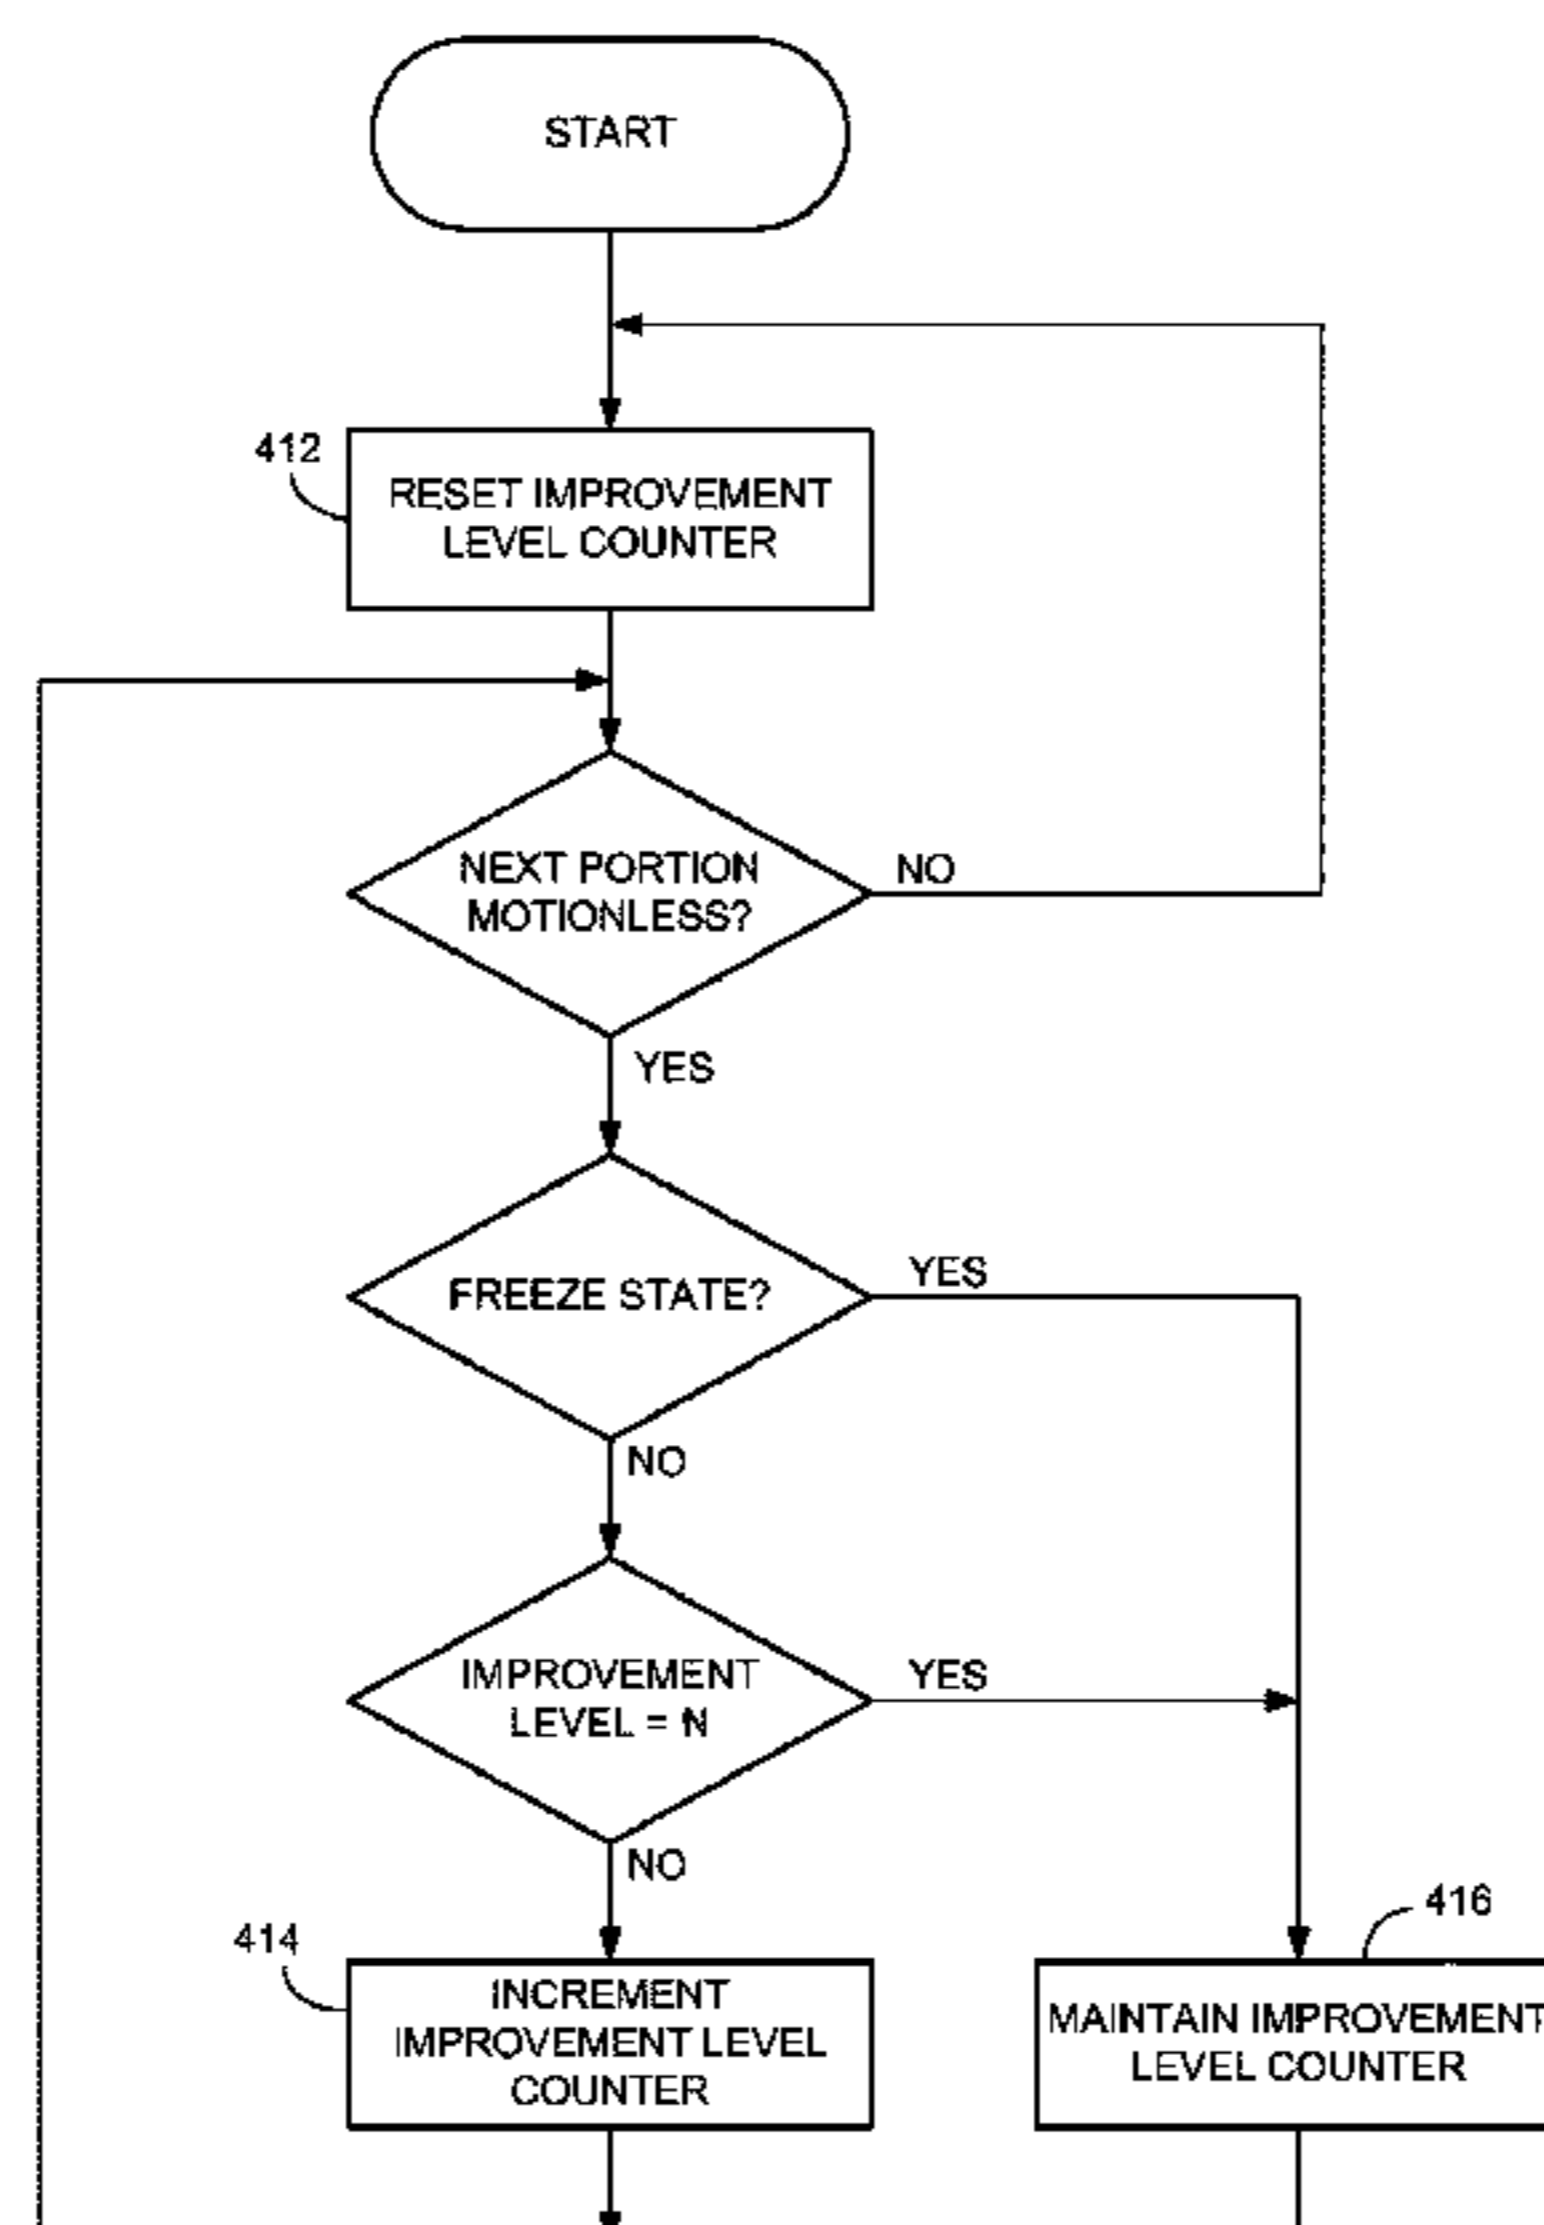 START
412
RESET IMPROVEMENT
LEVEL COUNTER
NEXT PORTION
MOTIONLESS?
NO
YES
FREEZE STATE?
YES
NO
IMPROVEMENT
LEVEL = N
YES
NO
414
INCREMENT
IMPROVEMENT LEVEL
COUNTER
416
MAINTAIN IMPROVEMENT
LEVEL COUNTER